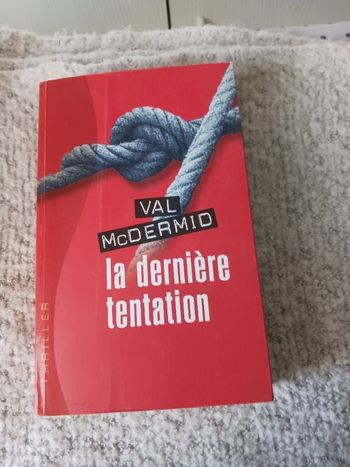 VAL
McDERMID
la dernière
tentation
THRILLER